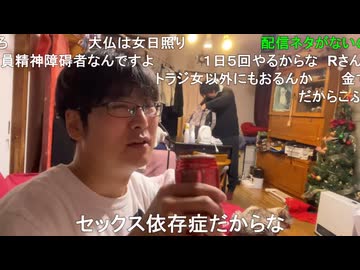 ろ
大仏は女日照り
配信ネタがない
員精神障碍者なんですよ
1日5回やるからな
Rさん
トラジ女以外にもおるんか
金
だからこぶ
セックス依存症だからな